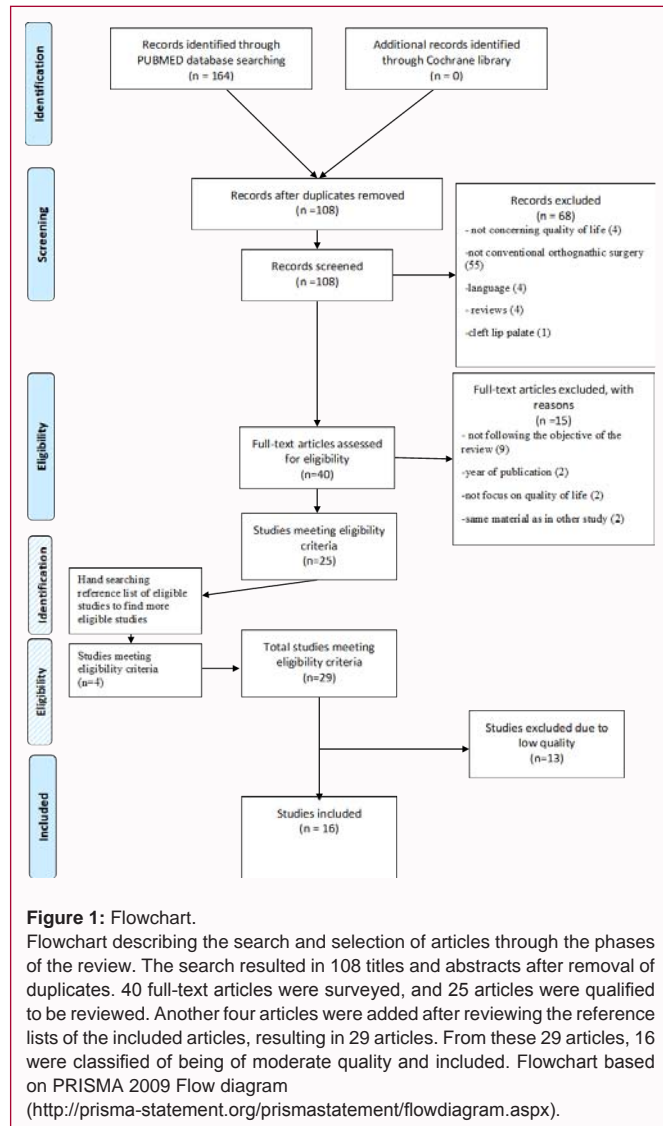 Identification
Records identified through
PUBMED database searching
(n = 164)
Additional records identified
through Cochrane library
(n = 0)
Screening
Records after duplicates removed
(n =108)
Records screened
(n =108)
Records excluded
(n = 68)
- not concerning quality of life (4)
-not conventional orthognathic surgery
(55)
-language (4)
-reviews (4)
-cleft lip palate (1)
Eligibility
Full-text articles assessed
for eligibility
(n=40)
Full-text articles excluded, with
reasons
(n =15)
- not following the objective of the
review (9)
-year of publication (2)
-not focus on quality of life (2)
-same material as in other study (2)
Studies meeting eligibility
criteria
(n=25)
Identification
Hand searching
reference list of eligible
studies to find more
eligible studies
Eligibility
Studies meeting
eligibility criteria
(n=4)
Total studies meeting
eligibility criteria
(n=29)
Studies excluded due to
low quality
(n=13)
Included
Studies included
(n = 16)
Figure 1: Flowchart.
Flowchart describing the search and selection of articles through the phases
of the review. The search resulted in 108 titles and abstracts after removal of
duplicates. 40 full-text articles were surveyed, and 25 articles were qualified
to be reviewed. Another four articles were added after reviewing the reference
lists of the included articles, resulting in 29 articles. From these 29 articles, 16
were classified of being of moderate quality and included. Flowchart based
on PRISMA 2009 Flow diagram
(http://prisma-statement.org/prismastatement/flowdiagram.aspx).